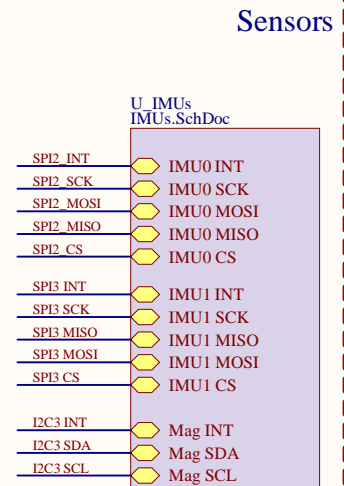 Sensors
U_IMUs
IMUs.SchDoc
SPI2_INT IMU0 INT
SPI2_SCK IMU0 SCK
SPI2_MOSI IMU0 MOSI
SPI2_MISO IMU0 MISO
SPI2_CS IMU0 CS
SPI3 INT IMU1 INT
SPI3 SCK IMU1 SCK
SPI3 MISO IMU1 MISO
SPI3 MOSI IMU1 MOSI
SPI3 CS IMU1 CS
I2C3 INT Mag INT
I2C3 SDA Mag SDA
I2C3 SCL Mag SCL